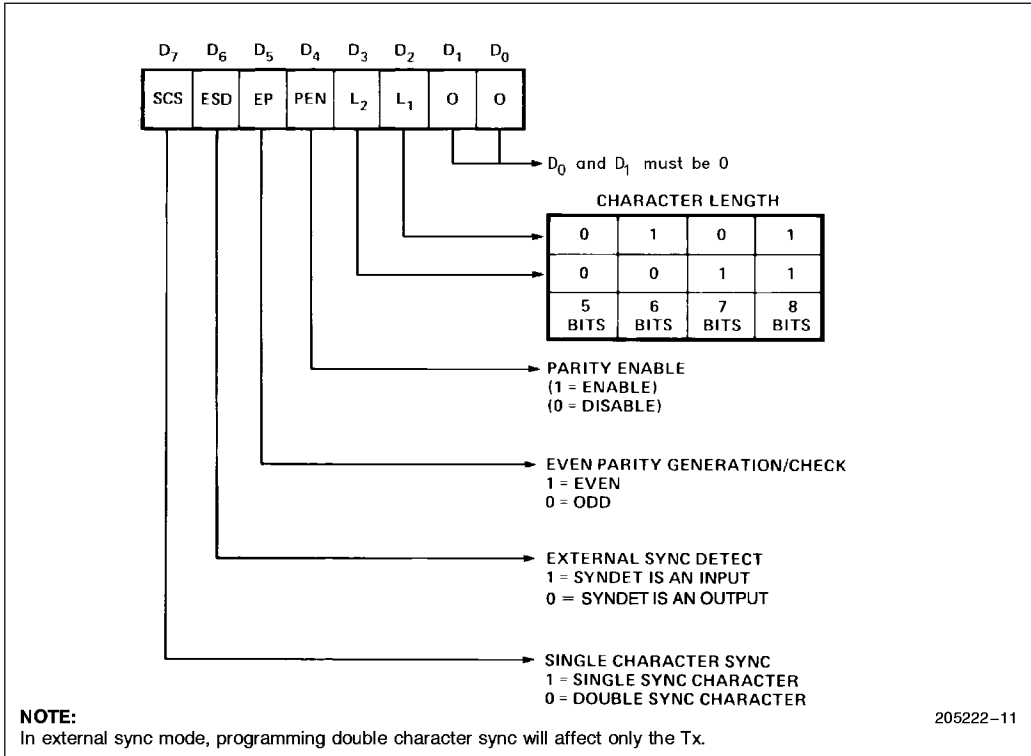 D7 D6 D5 D4 D3 D2 D1 D0
SCS ESD EP PEN L2 L1 0 0
D0 and D1 must be 0
CHARACTER LENGTH
0 1 0 1
0 0 1 1
5 6 7 8
BITS BITS BITS BITS
PARITY ENABLE
(1 = ENABLE)
(0 = DISABLE)
EVEN PARITY GENERATION/CHECK
1 = EVEN
0 = ODD
EXTERNAL SYNC DETECT
1 = SYNDET IS AN INPUT
0 = SYNDET IS AN OUTPUT
SINGLE CHARACTER SYNC
1 = SINGLE SYNC CHARACTER
0 = DOUBLE SYNC CHARACTER
NOTE:
205222-11
In external sync mode, programming double character sync will affect only the Tx.